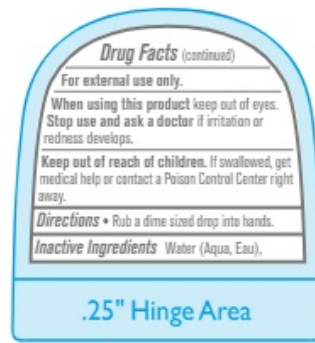 Drug Facts (continued)
For external use only.
When using this product keep out of eyes.
Stop use and ask a doctor if irritation or
redness develops.
Keep out of reach of children. If swallowed, get
medical help or contact a Poison Control Center right
away.
Directions • Rub a dime sized drop into hands.
Inactive Ingredients Water (Aqua, Eau),
.25" Hinge Area